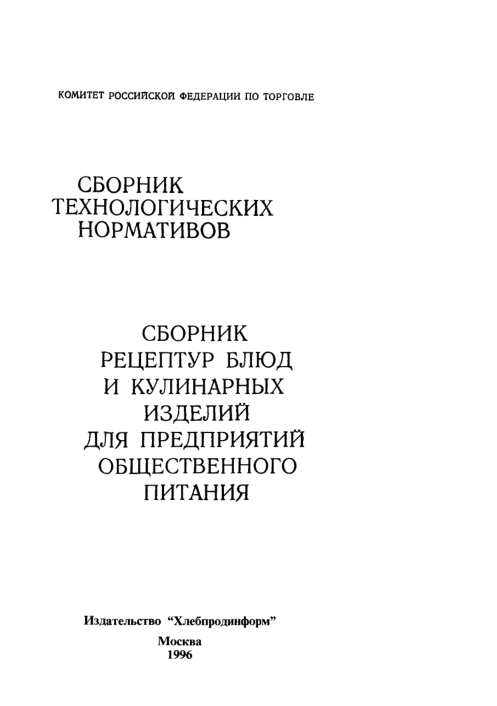 КОМИТЕТ РОССИЙСКОЙ ФЕДЕРАЦИИ ПО ТОРГОВЛЕ
СБОРНИК
ТЕХНОЛОГИЧЕСКИХ
НОРМАТИВОВ
СБОРНИК
РЕЦЕПТУР БЛЮД
И КУЛИНАРНЫХ
ИЗДЕЛИЙ
ДЛЯ ПРЕДПРИЯТИЙ
ОБЩЕСТВЕННОГО
ПИТАНИЯ
Издательство “Хлебпродинформ”
Москва
1996